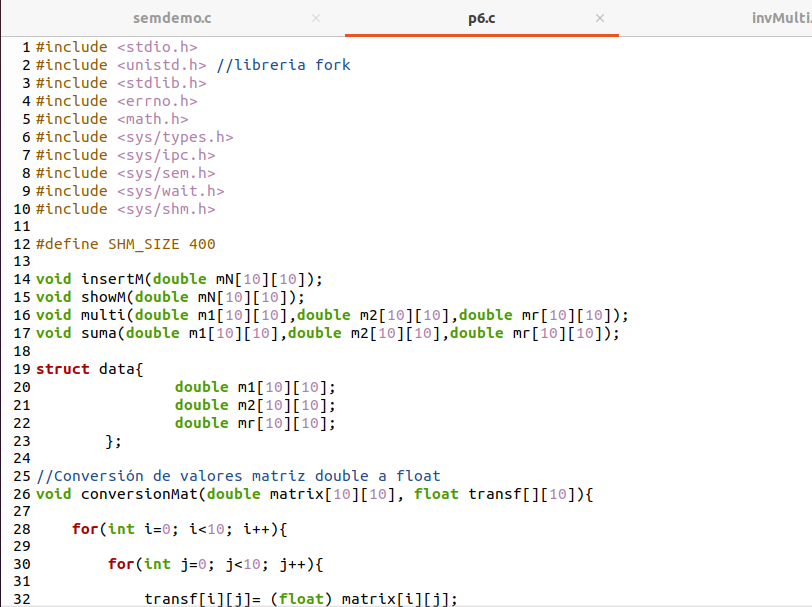 semdemo.c × p6.c × invMulti.
1 #include <stdio.h>
2 #include <unistd.h> //libreria fork
3 #include <stdlib.h>
4 #include <errno.h>
5 #include <math.h>
6 #include <sys/types.h>
7 #include <sys/ipc.h>
8 #include <sys/sem.h>
9 #include <sys/wait.h>
10 #include <sys/shm.h>
11
12 #define SHM_SIZE 400
13
14 void insertM(double mN[10][10]);
15 void showM(double mN[10][10]);
16 void multi(double m1[10][10],double m2[10][10],double mr[10][10]);
17 void suma(double m1[10][10],double m2[10][10],double mr[10][10]);
18
19 struct data{
20 double m1[10][10];
21 double m2[10][10];
22 double mr[10][10];
23 };
24
25 //Conversión de valores matriz double a float
26 void conversionMat(double matrix[10][10], float transf[][10]){
27
28 for(int i=0; i<10; i++){
29
30 for(int j=0; j<10; j++){
31
32 transf[i][j]= (float) matrix[i][j];